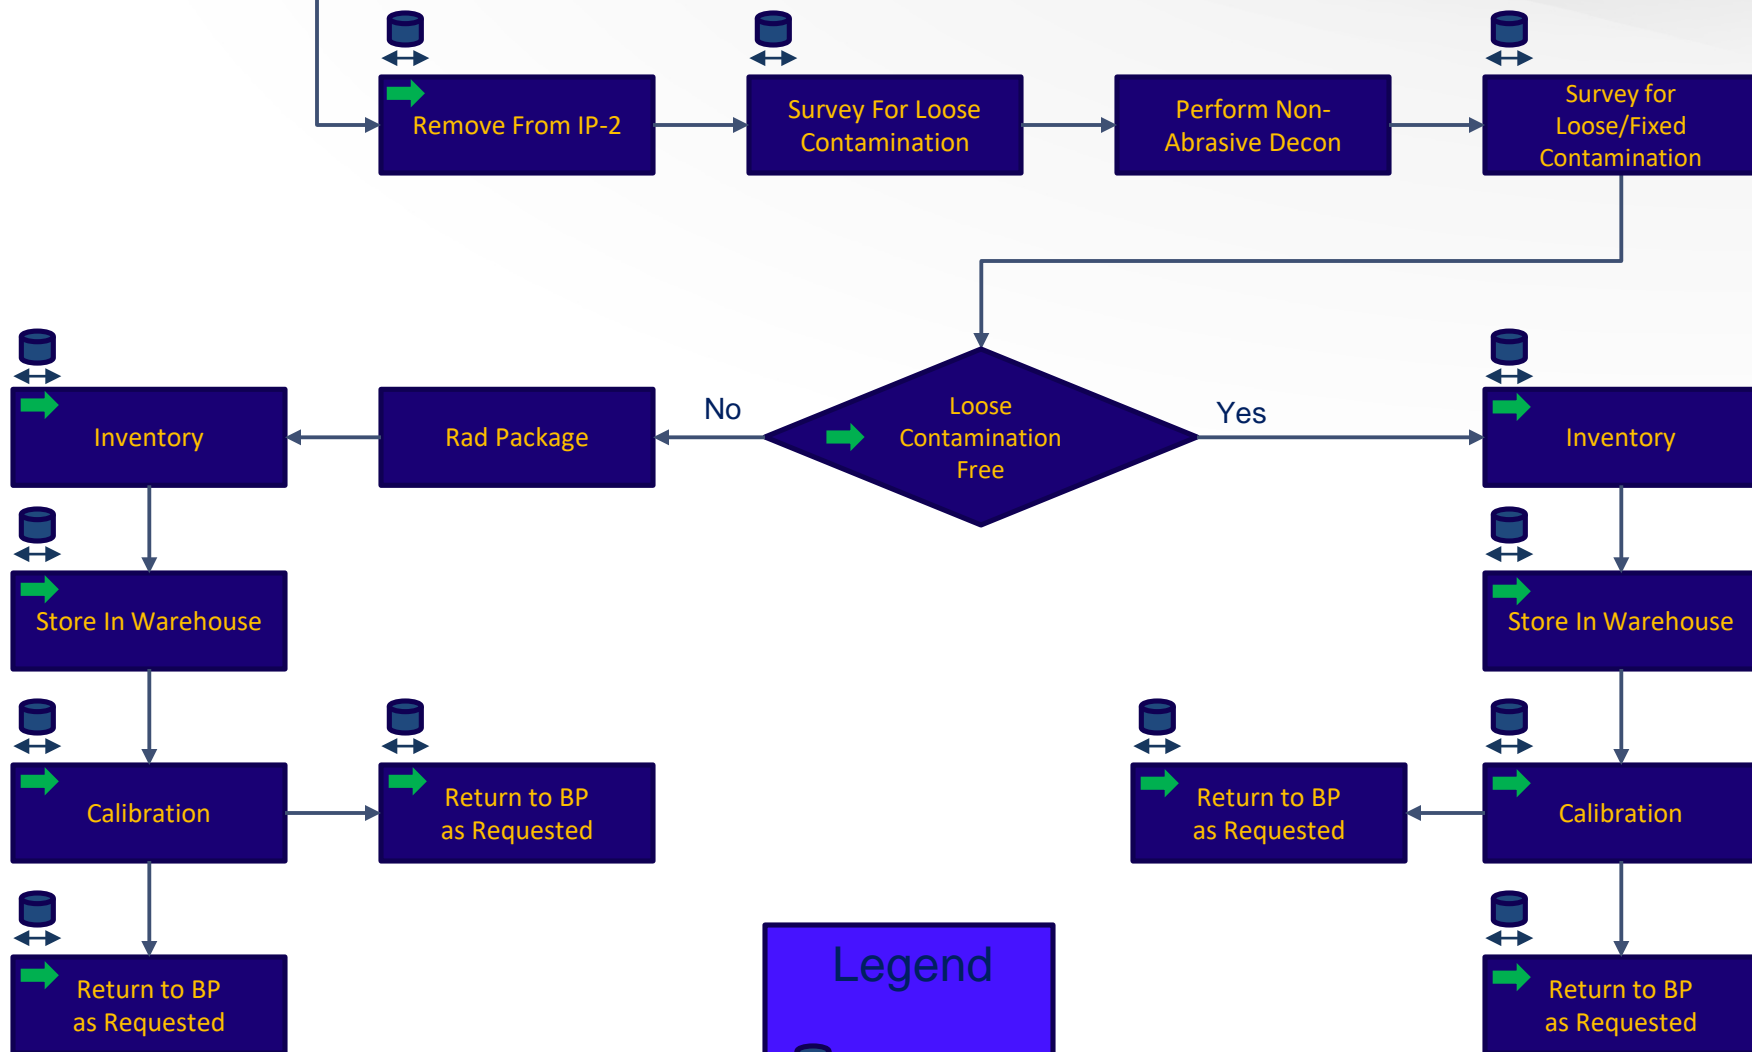 Remove From IP-2
Survey For Loose
Contamination
Perform Non-
Abrasive Decon
Survey for
Loose/Fixed
Contamination
Inventory
Rad Package
No
Loose
Contamination
Free
Yes
Inventory
Store In Warehouse
Store In Warehouse
Calibration
Return to BP
as Requested
Return to BP
as Requested
Calibration
Return to BP
as Requested
Legend
Return to BP
as Requested